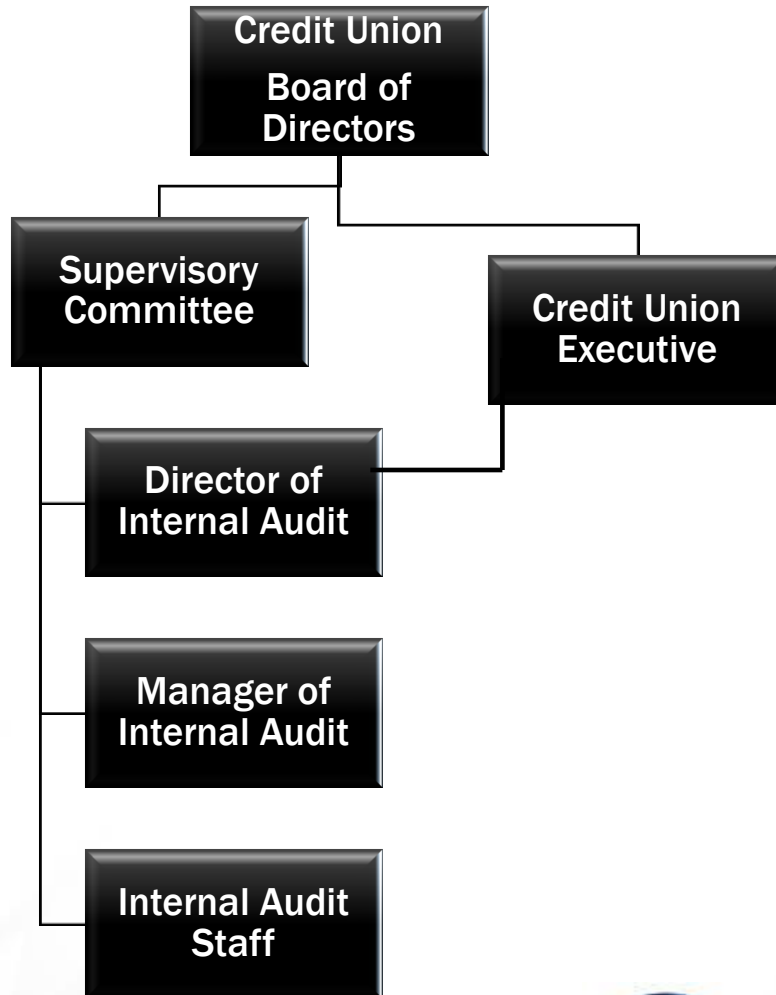 Credit Union
Board of
Directors
Supervisory
Committee
Credit Union
Executive
Director of
Internal Audit
Manager of
Internal Audit
Internal Audit
Staff